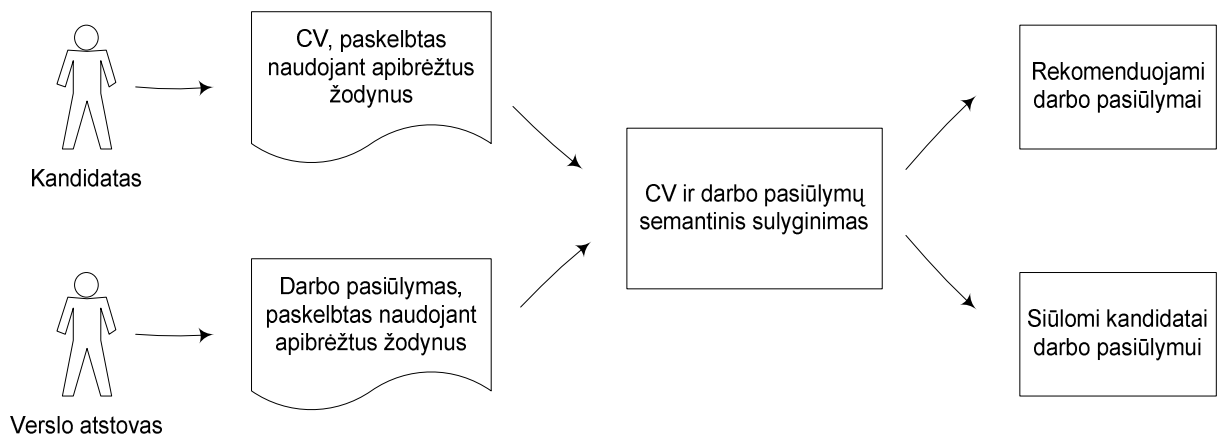 CV, paskelbtas
naudojant apibrėžtus
žodynus
Kandidatas
Darbo pasiūlymas,
paskelbtas naudojant
apibrėžtus žodynus
Verslo atstovas
CV ir darbo pasiūlymų
semantinis sulyginimas
Rekomenduojami
darbo pasiūlymai
Siūlomi kandidatai
darbo pasiūlymui